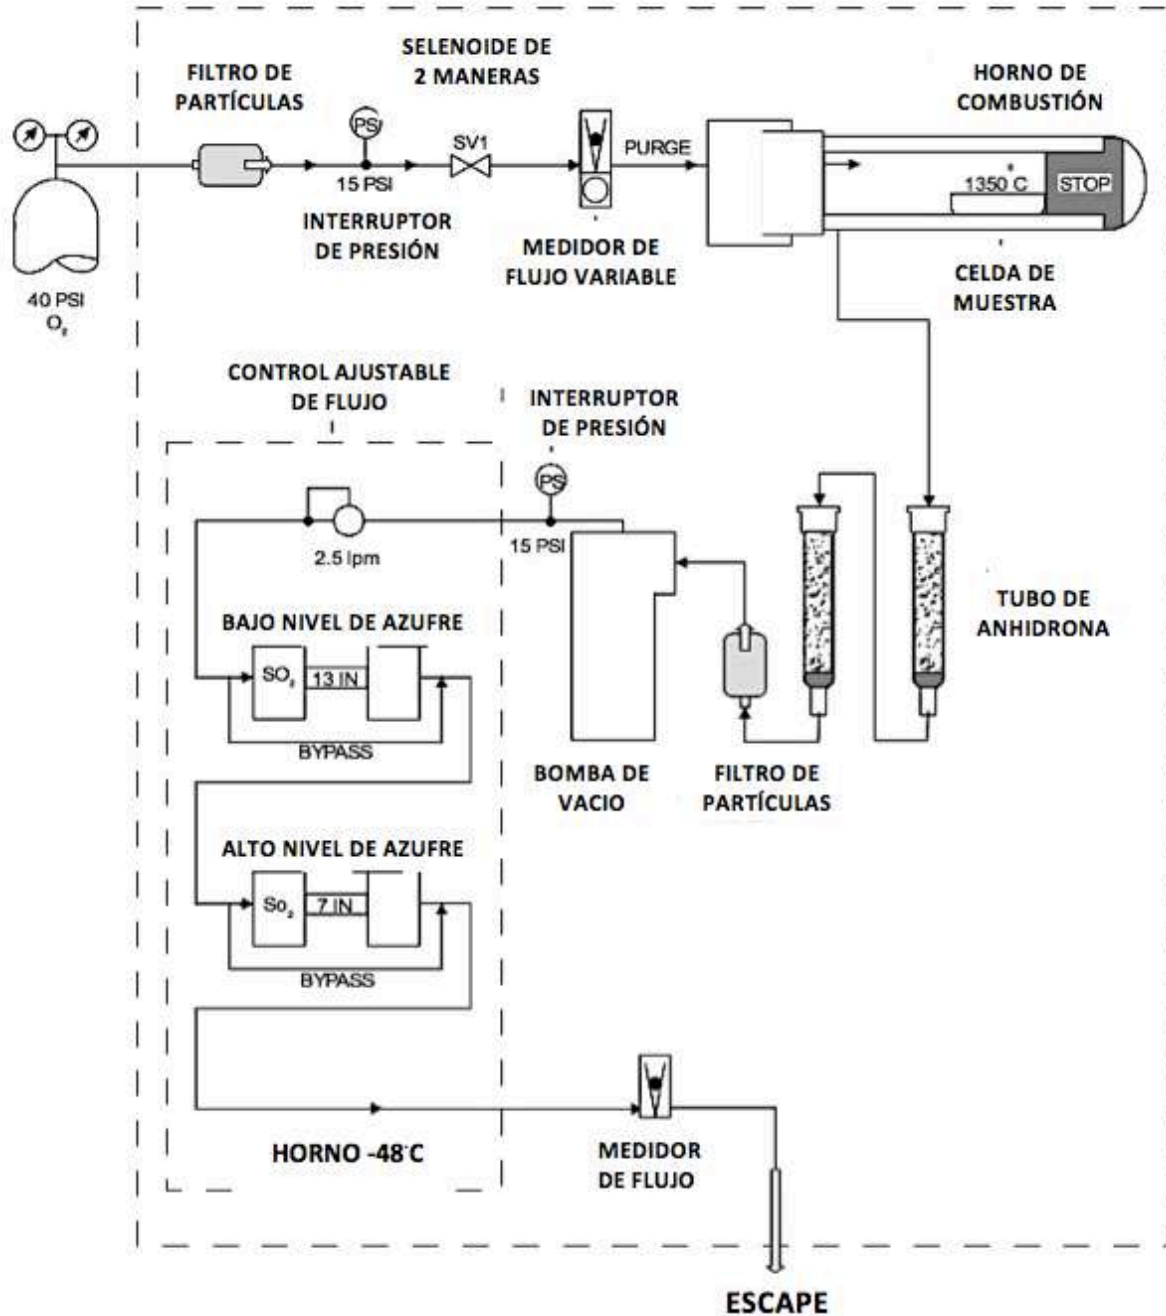 SELENOIDE DE
2 MANERAS
FILTRO DE
PARTÍCULAS
HORNO DE
COMBUSTIÓN
PS
SV1
PURGE
15 PSI
1350 °C
STOP
INTERRUPTOR
DE PRESIÓN
MEDIDOR DE
FLUJO VARIABLE
CELDA DE
MUESTRA
40 PSI
O₂
CONTROL AJUSTABLE
DE FLUJO
INTERRUPTOR
DE PRESIÓN
PS
2.5 lpm
15 PSI
BAJO NIVEL DE AZUFRE
SO₂
13 IN
BYPASS
TUBO DE
ANHIDRONA
BOMBA DE
VACIO
FILTRO DE
PARTÍCULAS
ALTO NIVEL DE AZUFRE
So₂
7 IN
BYPASS
HORNO -48°C
MEDIDOR
DE FLUJO
ESCAPE